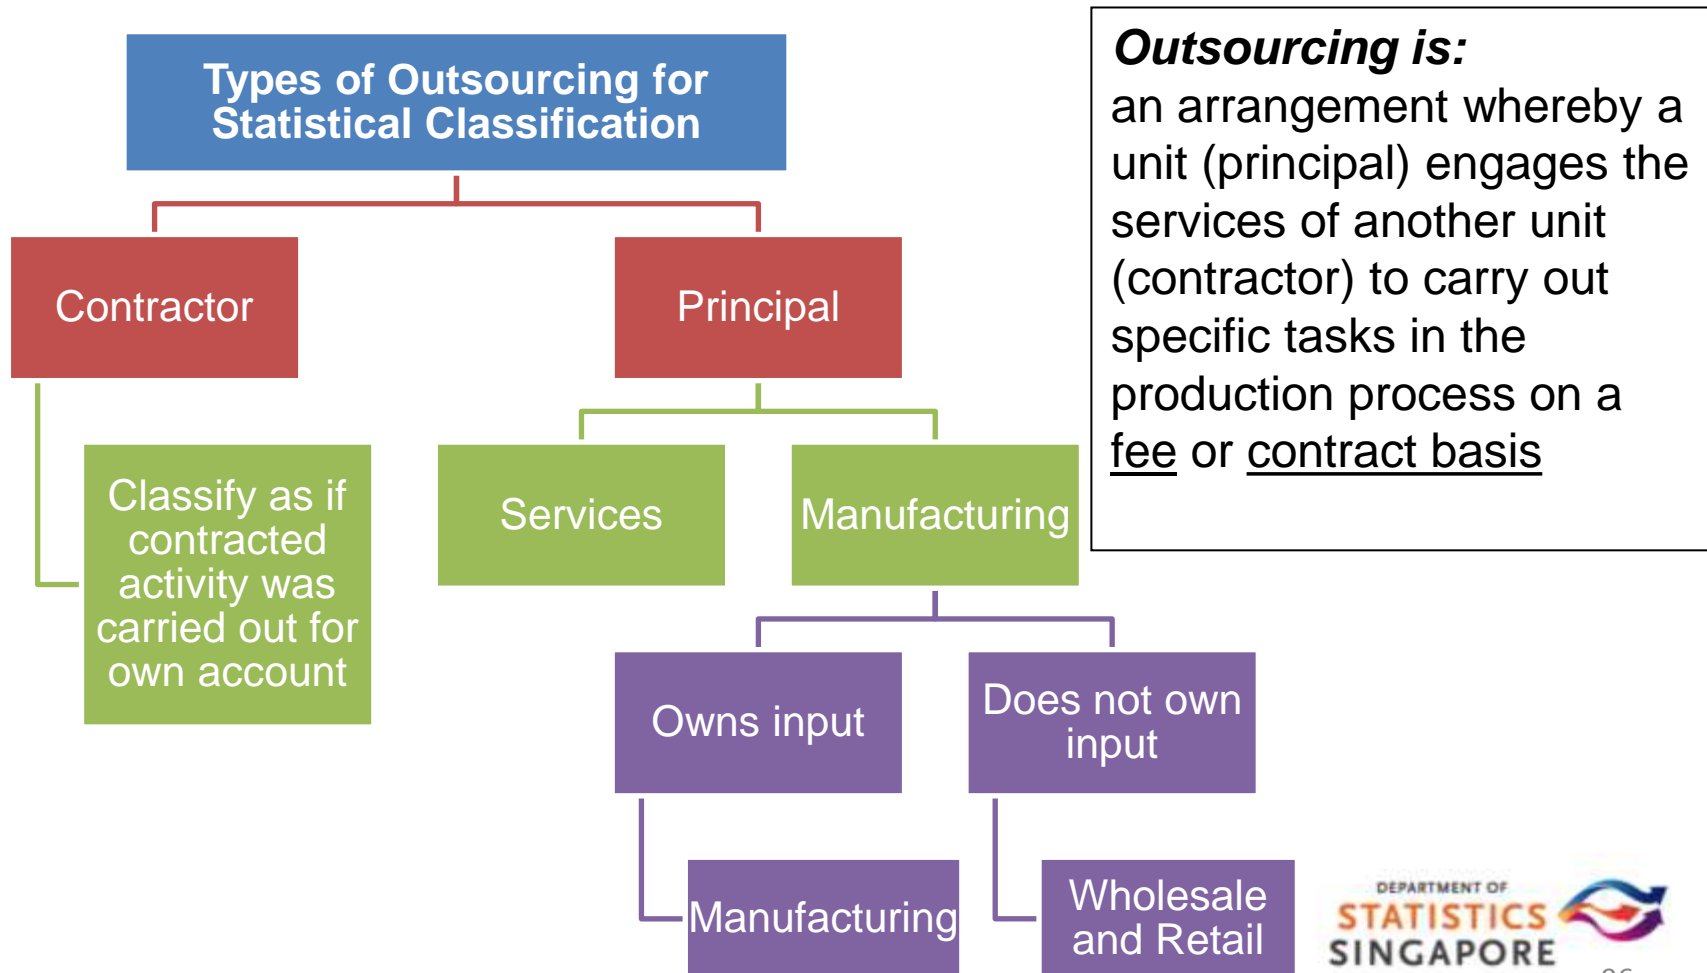 Types of Outsourcing for
Statistical Classification
Outsourcing is:
an arrangement whereby a
unit (principal) engages the
services of another unit
(contractor) to carry out
specific tasks in the
production process on a
fee or contract basis
Contractor
Principal
Classify as if
contracted
activity was
carried out for
own account
Services
Manufacturing
Owns input
Does not own
input
Manufacturing
Wholesale
and Retail
DEPARTMENT OF
STATISTICS
SINGAPORE